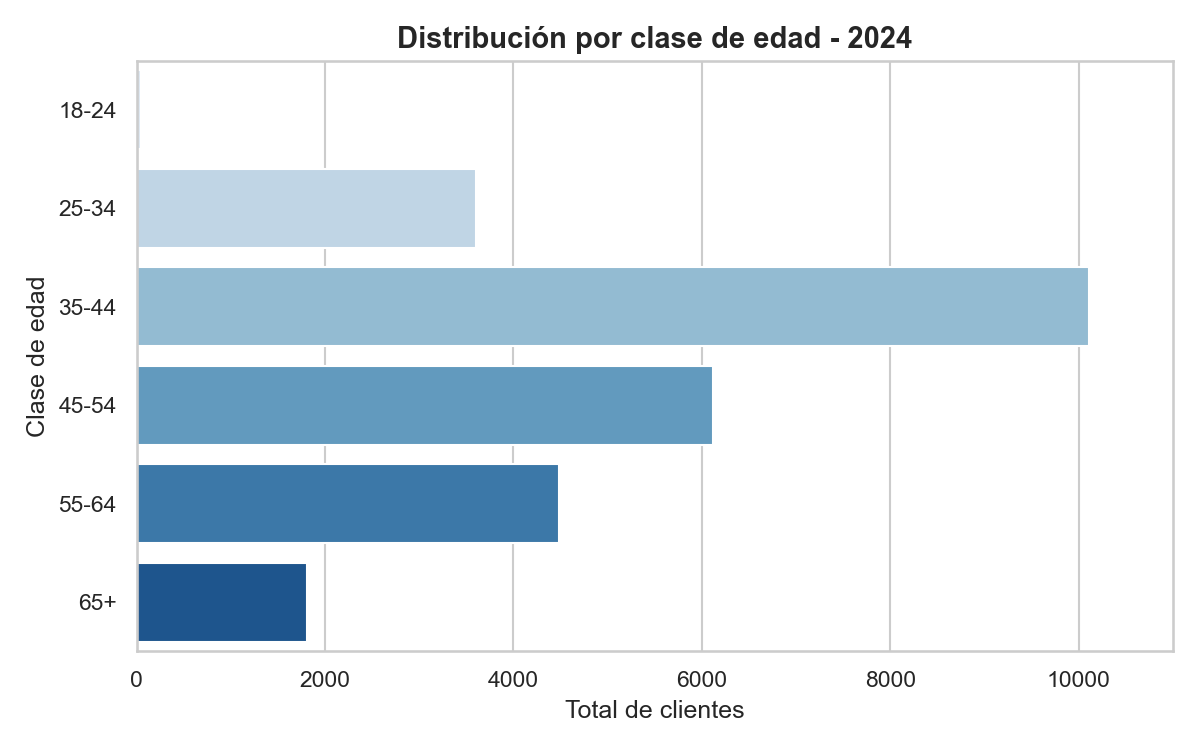 Distribución por clase de edad - 2024
Clase de edad
18-24
25-34
35-44
45-54
55-64
65+
0 2000 4000 6000 8000 10000
Total de clientes